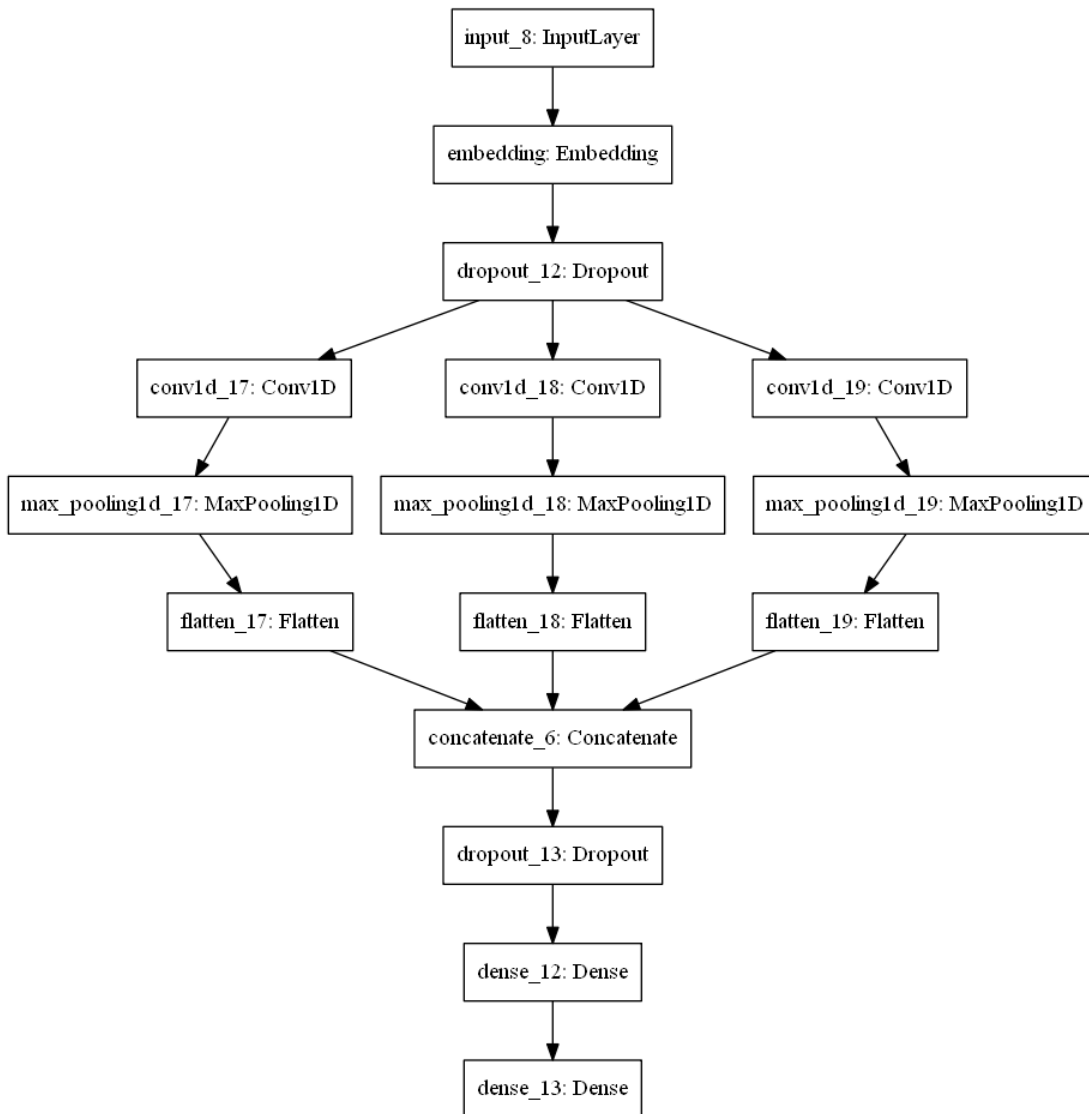 input_8: InputLayer
embedding: Embedding
dropout_12: Dropout
conv1d_17: Conv1D
conv1d_18: Conv1D
conv1d_19: Conv1D
max_pooling1d_17: MaxPooling1D
max_pooling1d_18: MaxPooling1D
max_pooling1d_19: MaxPooling1D
flatten_17: Flatten
flatten_18: Flatten
flatten_19: Flatten
concatenate_6: Concatenate
dropout_13: Dropout
dense_12: Dense
dense_13: Dense